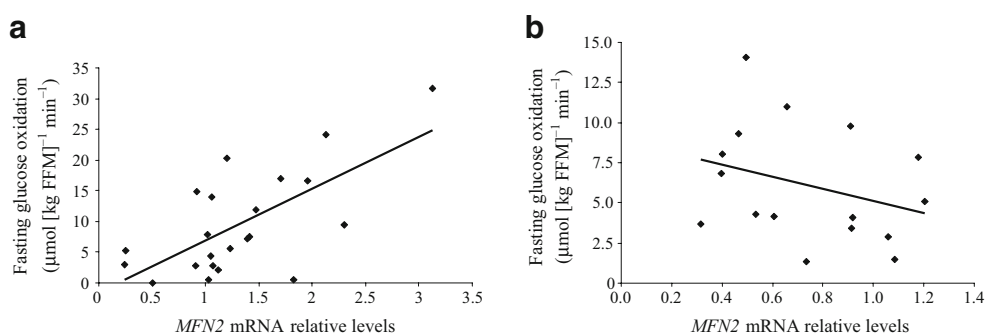 a
Fasting glucose oxidation
(μmol [kg FFM]⁻¹ min⁻¹)
35
30
25
20
15
10
5
0
0 0.5 1 1.5 2 2.5 3 3.5
MFN2 mRNA relative levels
b
Fasting glucose oxidation
(μmol [kg FFM]⁻¹ min⁻¹)
15.0
12.5
10.0
7.5
5.0
2.5
0.0
0.0 0.2 0.4 0.6 0.8 1.0 1.2 1.4
MFN2 mRNA relative levels